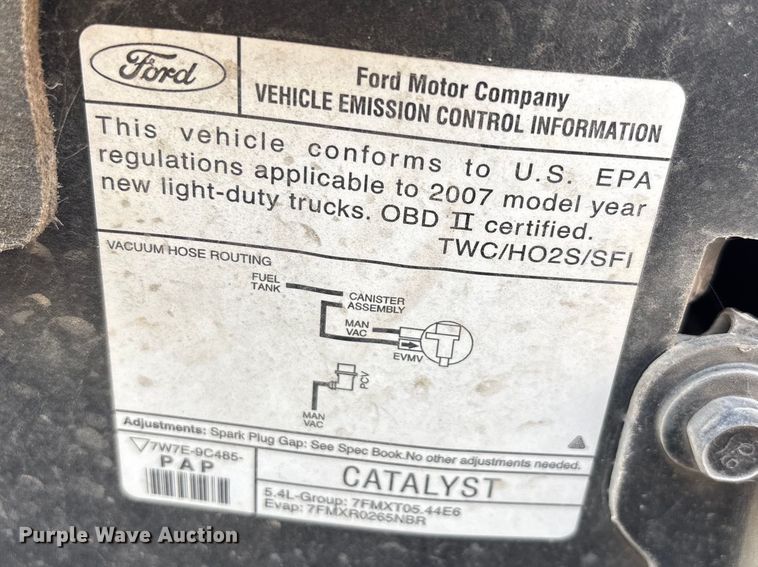 Ford
Ford Motor Company
VEHICLE EMISSION CONTROL INFORMATION
This vehicle conforms to U.S. EPA
regulations applicable to 2007 model year
new light-duty trucks. OBD II certified.
TWC/HO2S/SFI
VACUUM HOSE ROUTING
FUEL
TANK
CANISTER
ASSEMBLY
MAN
VAC
EVMV
PCV
MAN
VAC
Adjustments: Spark Plug Gap: See Spec Book.No other adjustments needed.
7W7E-9C485-
PAP
CATALYST
5.4L-Group: 7FMXT05.44E6
Evap: 7FMXR0265NBR
Purple Wave Auction